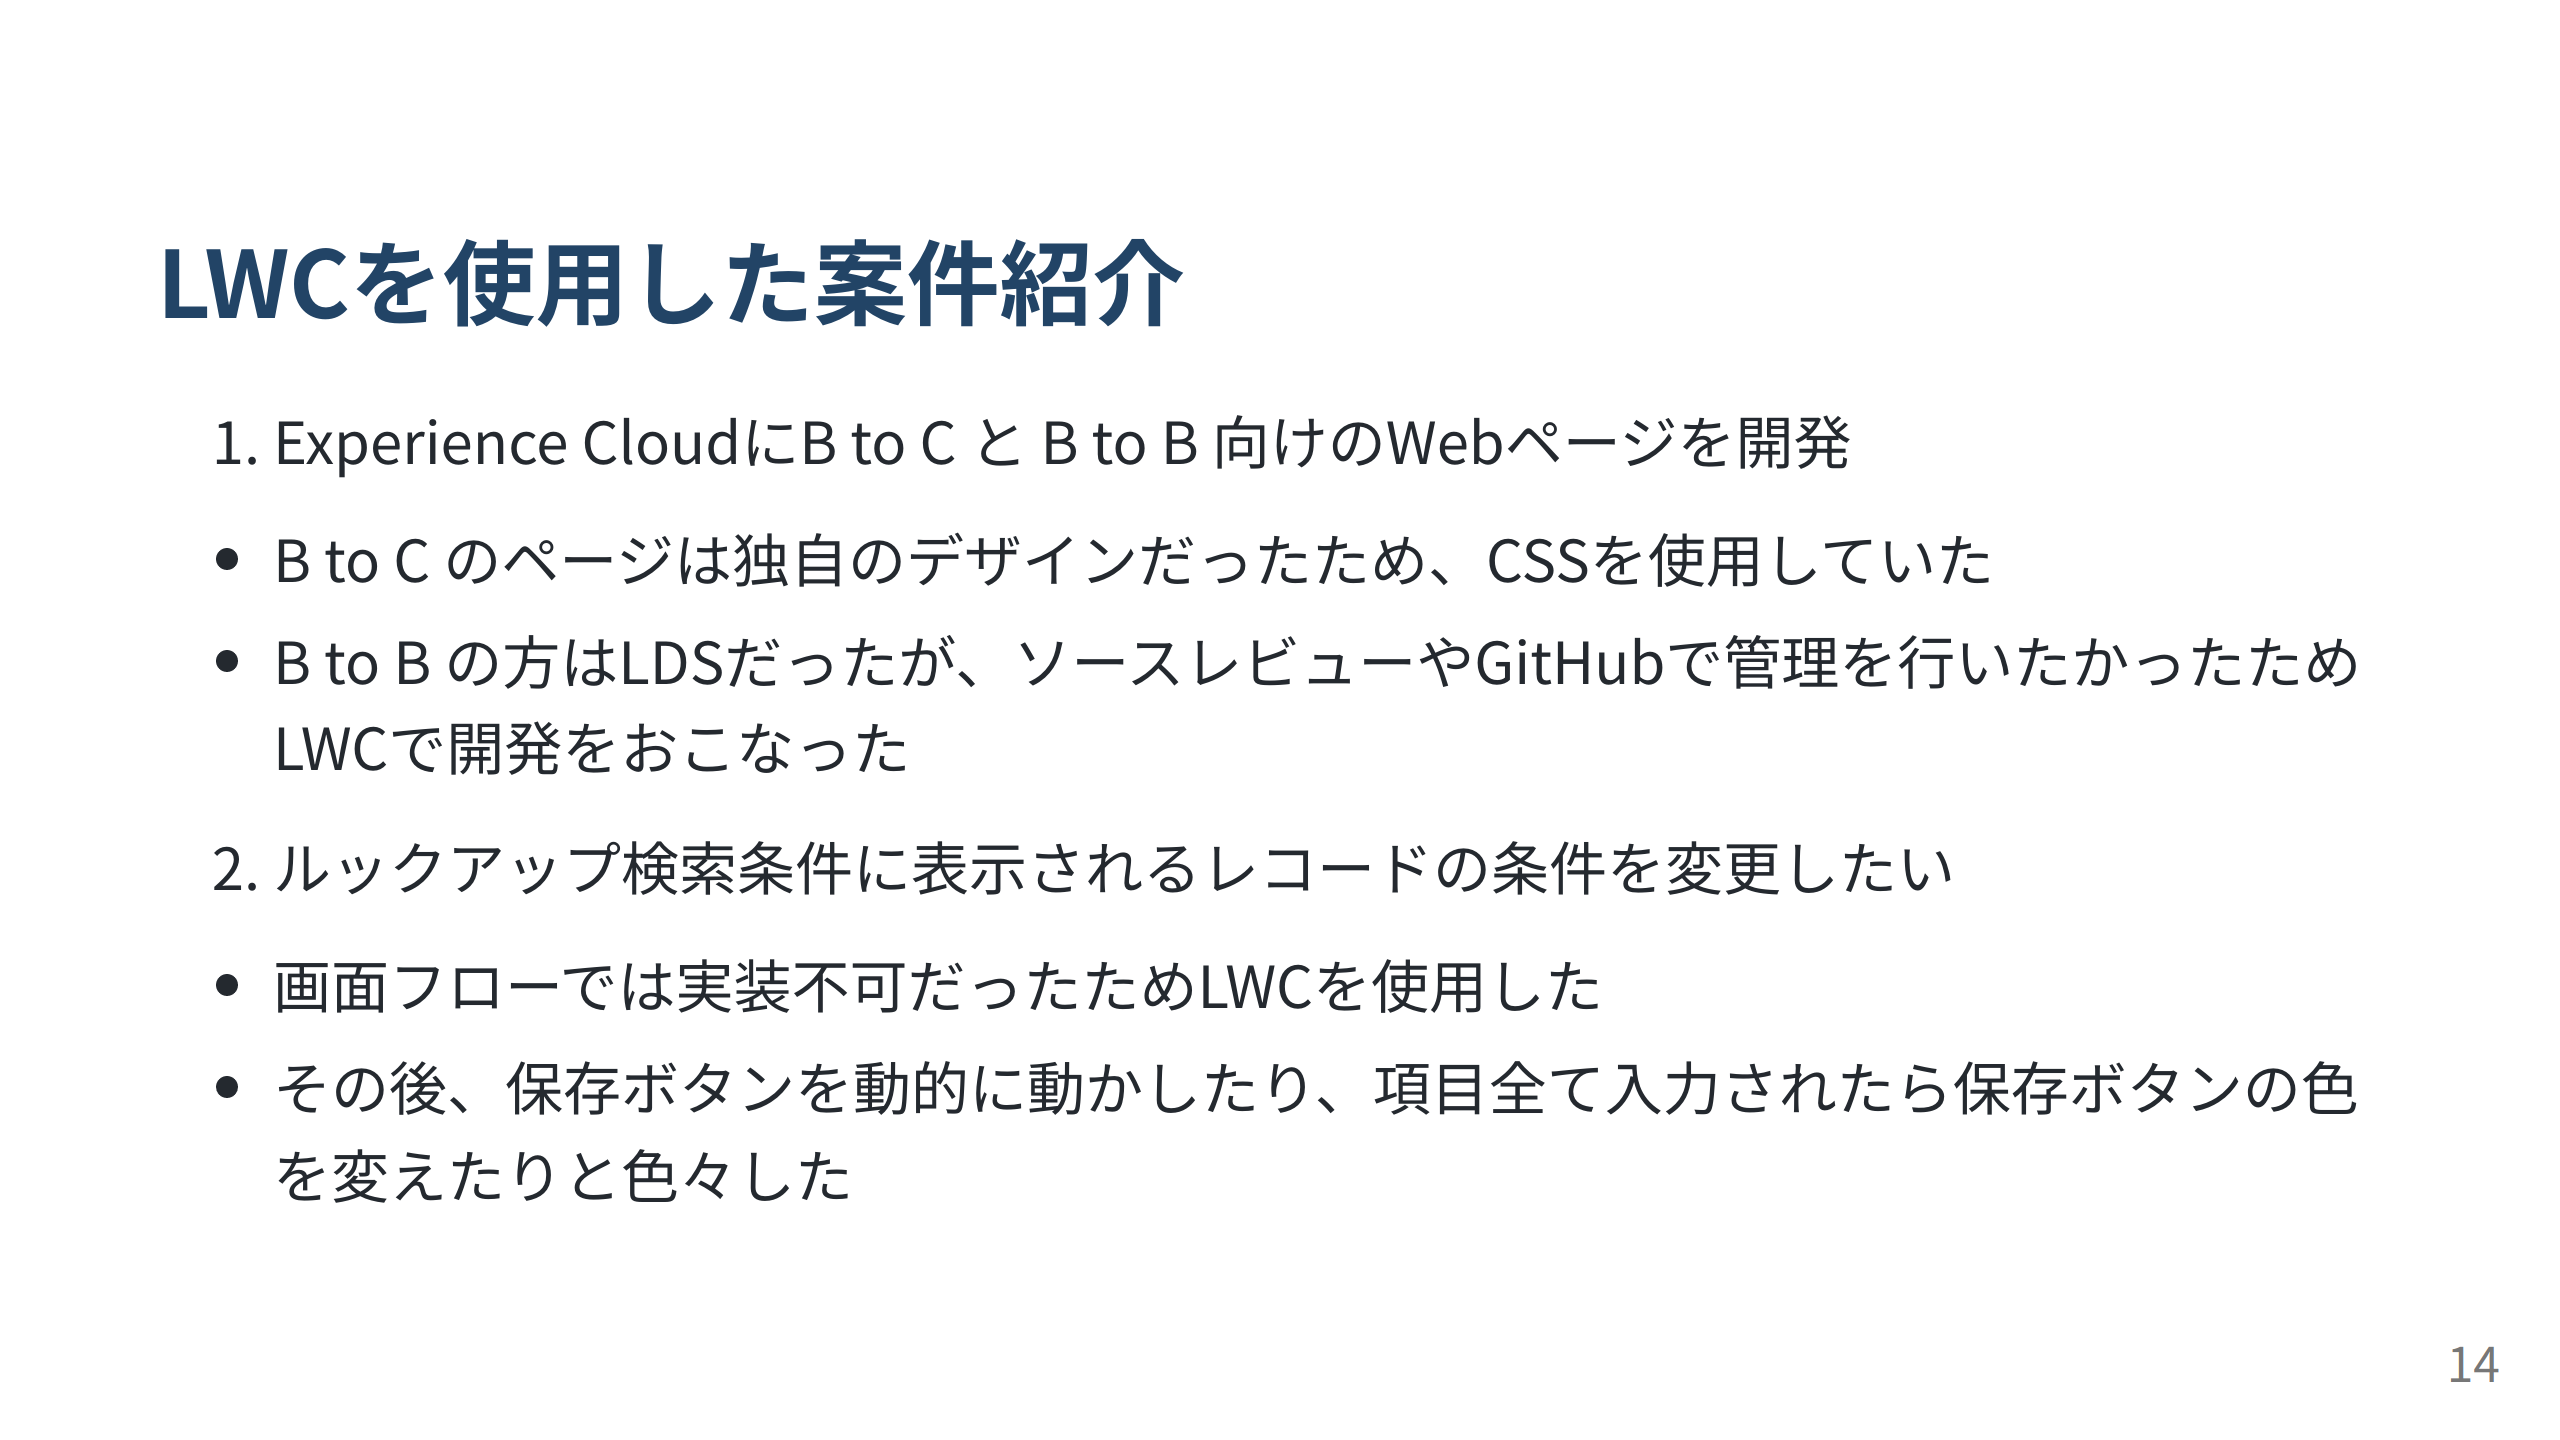 LWCを使用した案件紹介
1. Experience CloudにB to C と B to B 向けのWebページを開発
• B to C のページは独自のデザインだったため、CSSを使用していた
• B to B の方はLDSだったが、ソースレビューやGitHubで管理を行いたかったため
LWCで開発をおこなった
2. ルックアップ検索条件に表示されるレコードの条件を変更したい
• 画面フローでは実装不可だったためLWCを使用した
• その後、保存ボタンを動的に動かしたり、項目全て入力されたら保存ボタンの色
を変えたりと色々した
14